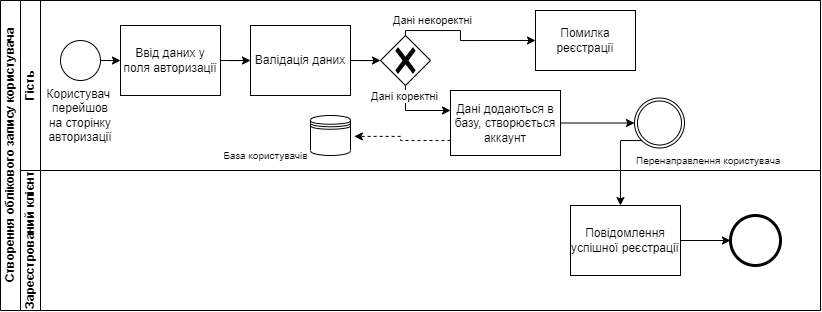 Створення облікового запису користувача
Гість
Користувач
перейшов
на сторінку
авторизації
Ввід даних у
поля авторизації
Валідація даних
Дані некоректні
Помилка
реєстрації
Дані коректні
Дані додаються в
базу, створюється
аккаунт
База користувачів
Перенаправлення користувача
Зареєстрований клієнт
Повідомлення
успішної реєстрації